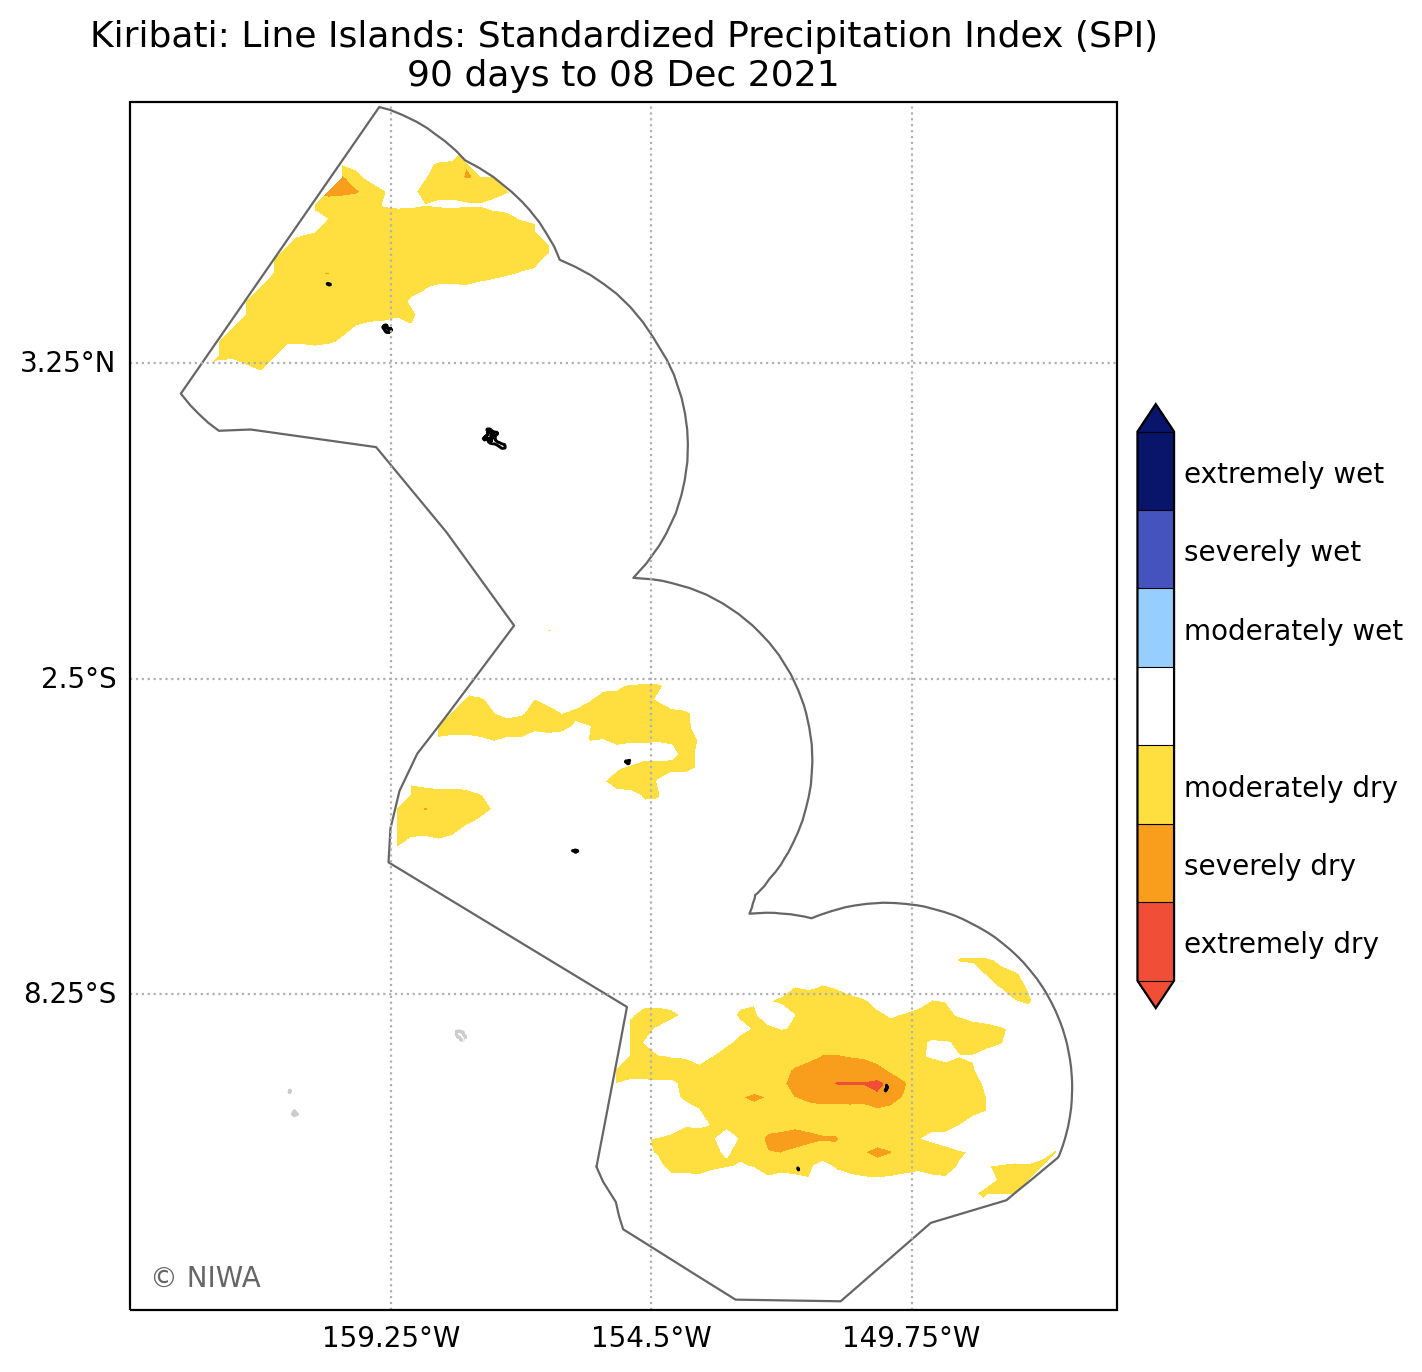 Kiribati: Line Islands: Standardized Precipitation Index (SPI)
90 days to 08 Dec 2021
3.25°N
2.5°S
8.25°S
159.25°W
154.5°W
149.75°W
extremely wet
severely wet
moderately wet
moderately dry
severely dry
extremely dry
© NIWA